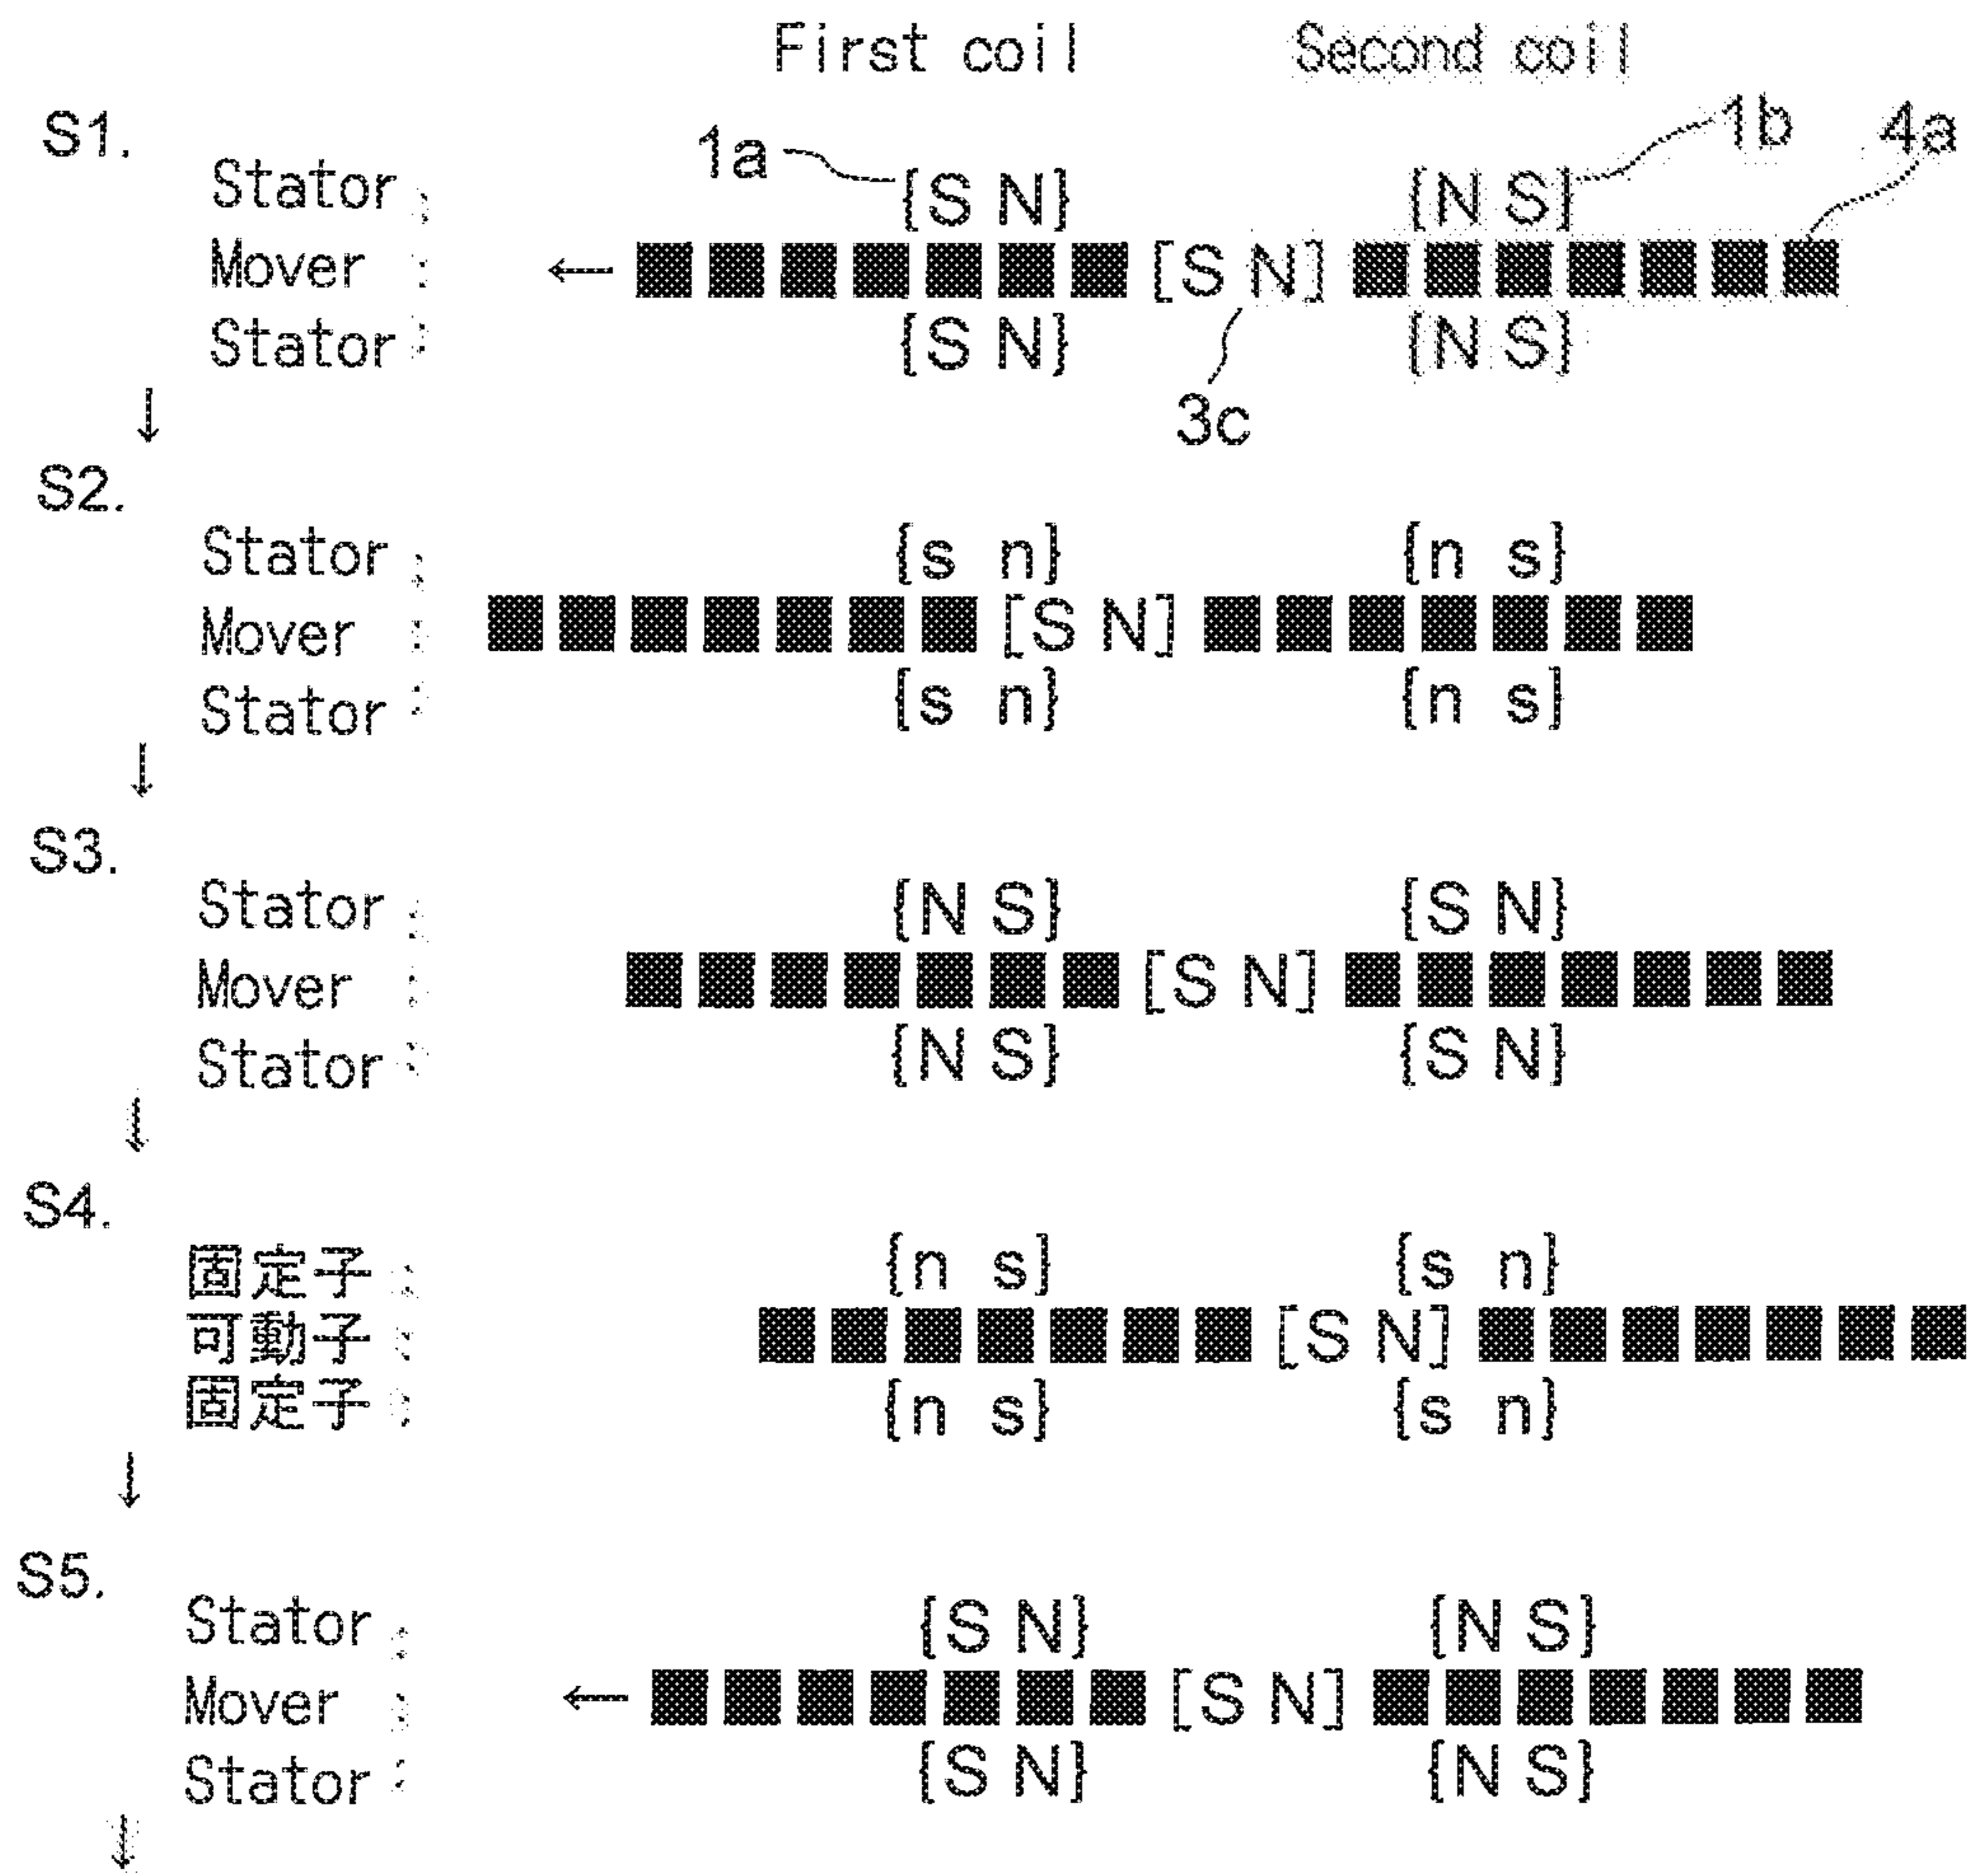 First coil Second coil
S1.
1a 1b 4a
Stator : {S N} {N S}
Mover : ← ■■■■■■■ [S N] ■■■■■■■
Stator : {S N} {N S}
↓ 3c
S2.
Stator : {s n} {n s}
Mover : ■■■■■■■ [S N] ■■■■■■■
Stator : {s n} {n s}
↓
S3.
Stator : {N S} {S N}
Mover : ■■■■■■■ [S N] ■■■■■■■
Stator : {N S} {S N}
↓
S4.
固定子 : {n s} {s n}
可動子 : ■■■■■■■ [S N] ■■■■■■■
固定子 : {n s} {s n}
↓
S5.
Stator : {S N} {N S}
Mover : ← ■■■■■■■ [S N] ■■■■■■■
Stator : {S N} {N S}
↓